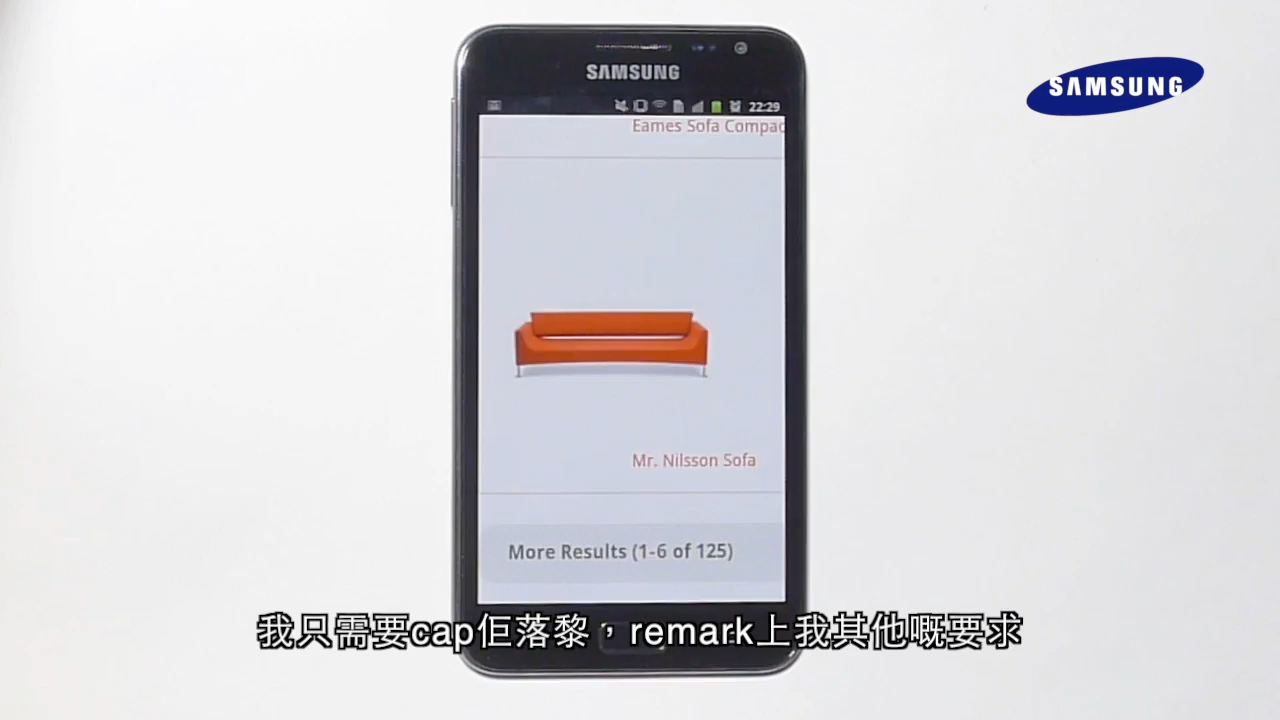 SAMSUNG
SAMSUNG
22:29
Eames Sofa Compac
Mr. Nilsson Sofa
More Results (1-6 of 125)
我只需要cap佢落黎，remark上我其他嘅要求